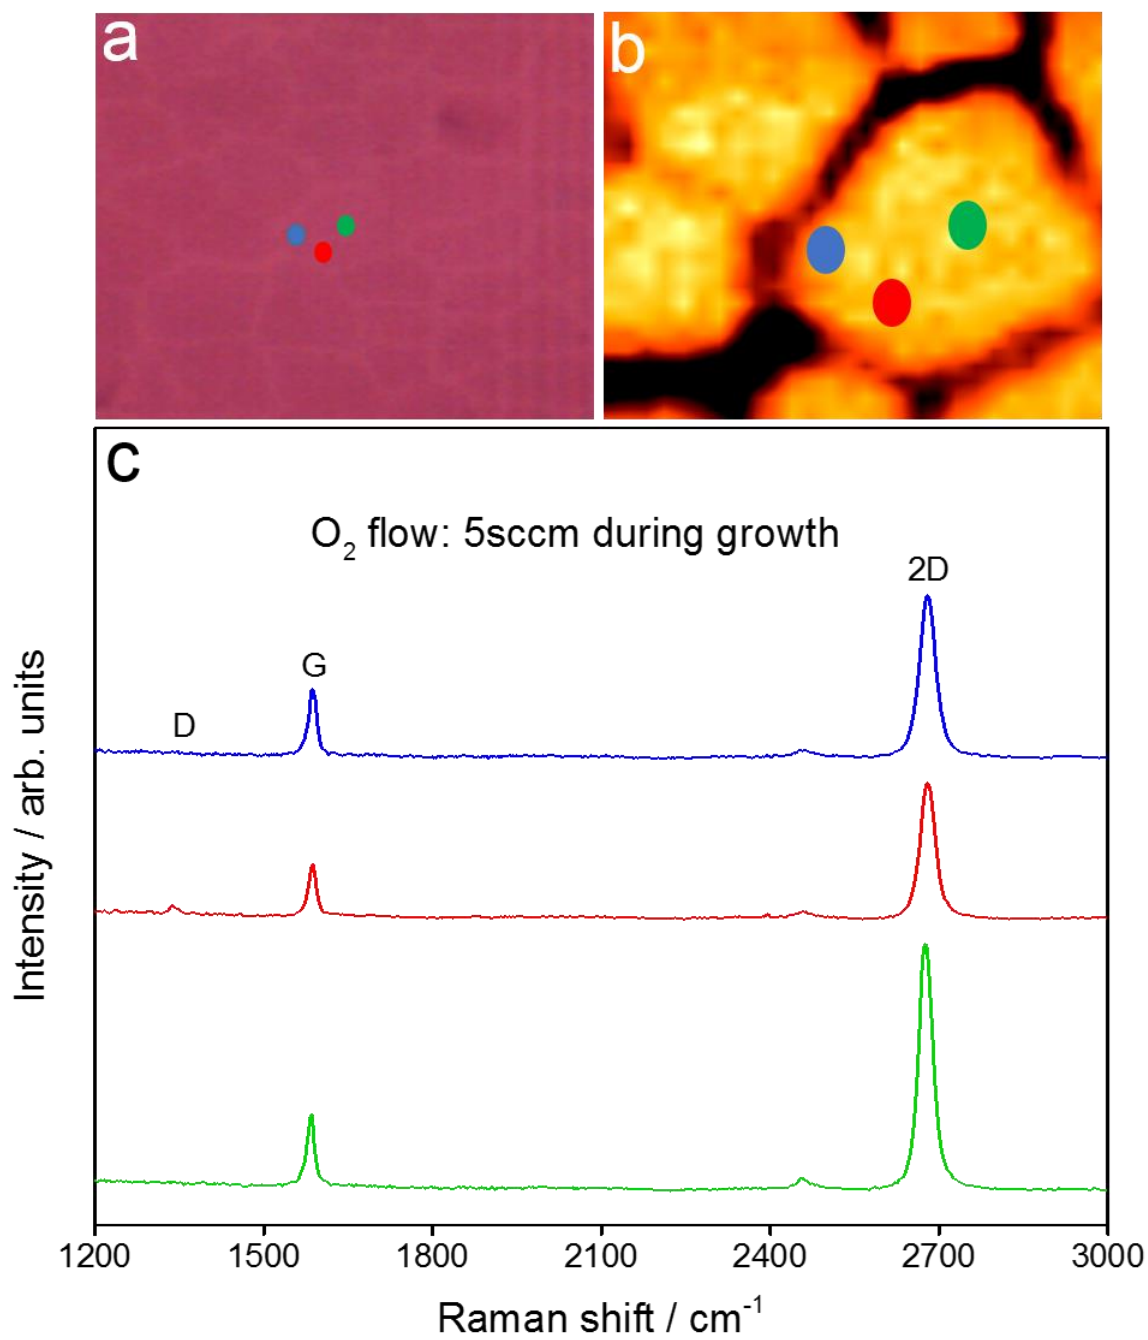 a
b
c
O₂ flow: 5sccm during growth
2D
G
D
Intensity / arb. units
1200 1500 1800 2100 2400 2700 3000
Raman shift / cm⁻¹